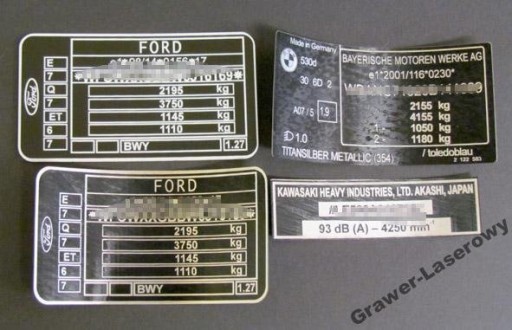 FORD
E
7
Q
7
ET
6
7
Ford
2195 kg
3750 kg
1145 kg
1110 kg
BWY
1.27
Made in Germany
BMW
530d
30 6D 2
A07 / 5
1.9
1.0
TITANSILBER METALLIC (354)
BAYERISCHE MOTOREN WERKE AG
e1*2001/116*0230*
2155 kg
4155 kg
1 - 1050 kg
2 - 1180 kg
/ toledoblau
2 122 583
FORD
E
7
Q
7
ET
6
7
Ford
2195 kg
3750 kg
1145 kg
1110 kg
BWY
1.27
KAWASAKI HEAVY INDUSTRIES, LTD. AKASHI, JAPAN
93 dB (A) – 4250 min
Grawer-Laserowy